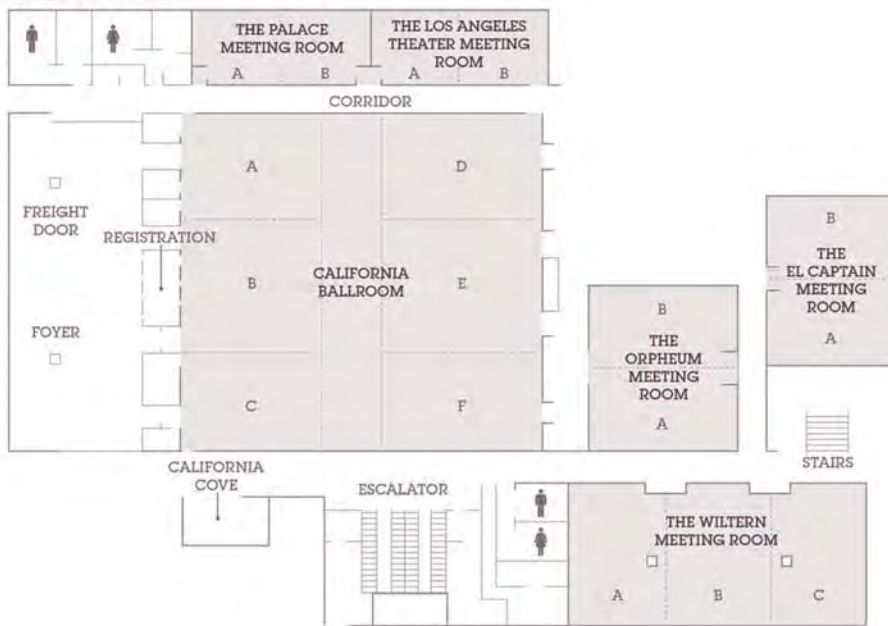 THE PALACE
MEETING ROOM
A
B
THE LOS ANGELES
THEATER MEETING
ROOM
A
B
CORRIDOR
A
D
FREIGHT
DOOR
REGISTRATION
B
CALIFORNIA
BALLROOM
E
FOYER
C
F
B
THE
EL CAPTAIN
MEETING
ROOM
A
B
THE
ORPHEUM
MEETING
ROOM
A
STAIRS
CALIFORNIA
COVE
ESCALATOR
THE WILTERN
MEETING ROOM
A
B
C